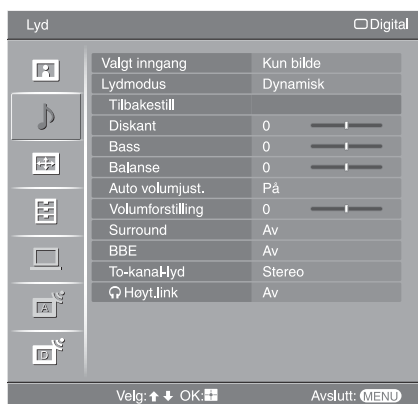 Lyd Digital
Valgt inngang Kun bilde
Lydmodus Dynamisk
Tilbakestill
Diskant 0
Bass 0
Balanse 0
Auto volumjust. På
Volumforstilling 0
Surround Av
BBE Av
To-kanal-lyd Stereo
Høyt.link Av
A
D
Velg: OK: Avslutt: MENU